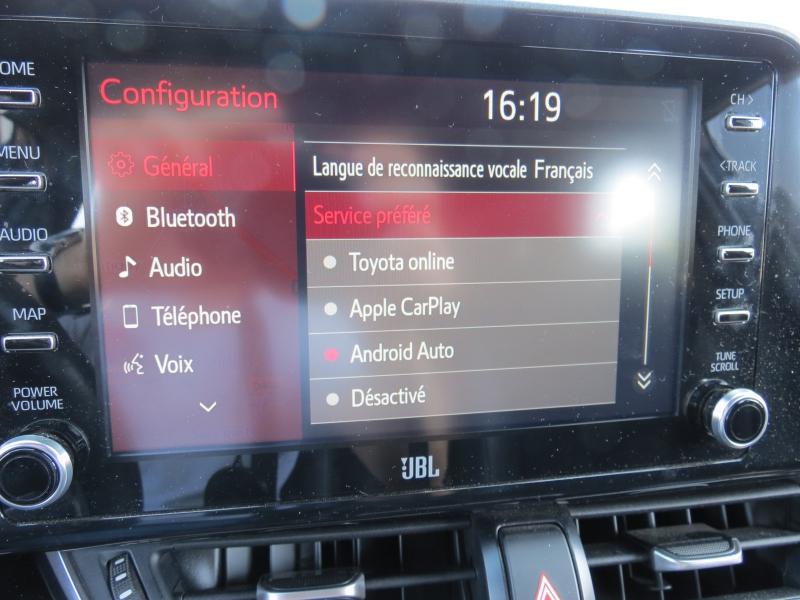 OME
MENU
AUDIO
MAP
POWER
VOLUME
Configuration
16:19
Général
Bluetooth
Audio
Téléphone
Voix
Langue de reconnaissance vocale Français
Service préféré
Toyota online
Apple CarPlay
Android Auto
Désactivé
CH >
< TRACK
PHONE
SETUP
TUNE
SCROLL
JBL